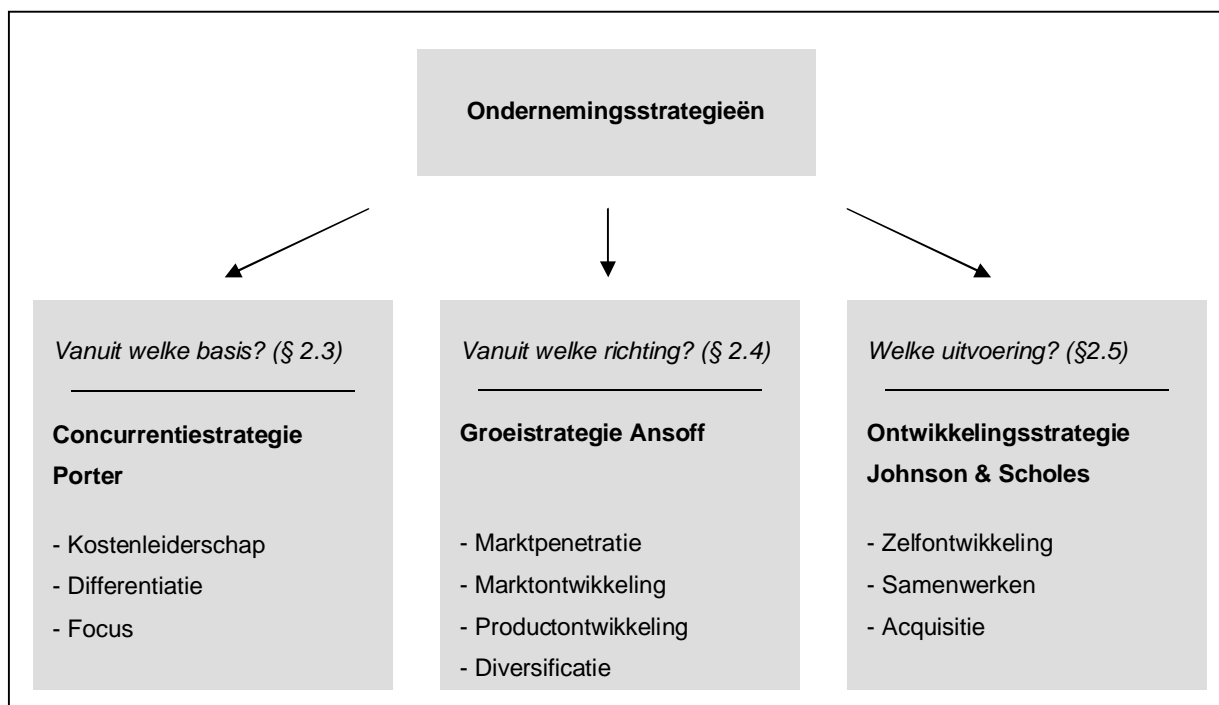 Ondernemingsstrategieën
Vanuit welke basis? (§ 2.3)
Concurrentiestrategie
Porter
- Kostenleiderschap
- Differentiatie
- Focus
Vanuit welke richting? (§ 2.4)
Groeistrategie Ansoff
- Marktpenetratie
- Marktontwikkeling
- Productontwikkeling
- Diversificatie
Welke uitvoering? (§2.5)
Ontwikkelingsstrategie
Johnson & Scholes
- Zelfontwikkeling
- Samenwerken
- Acquisitie